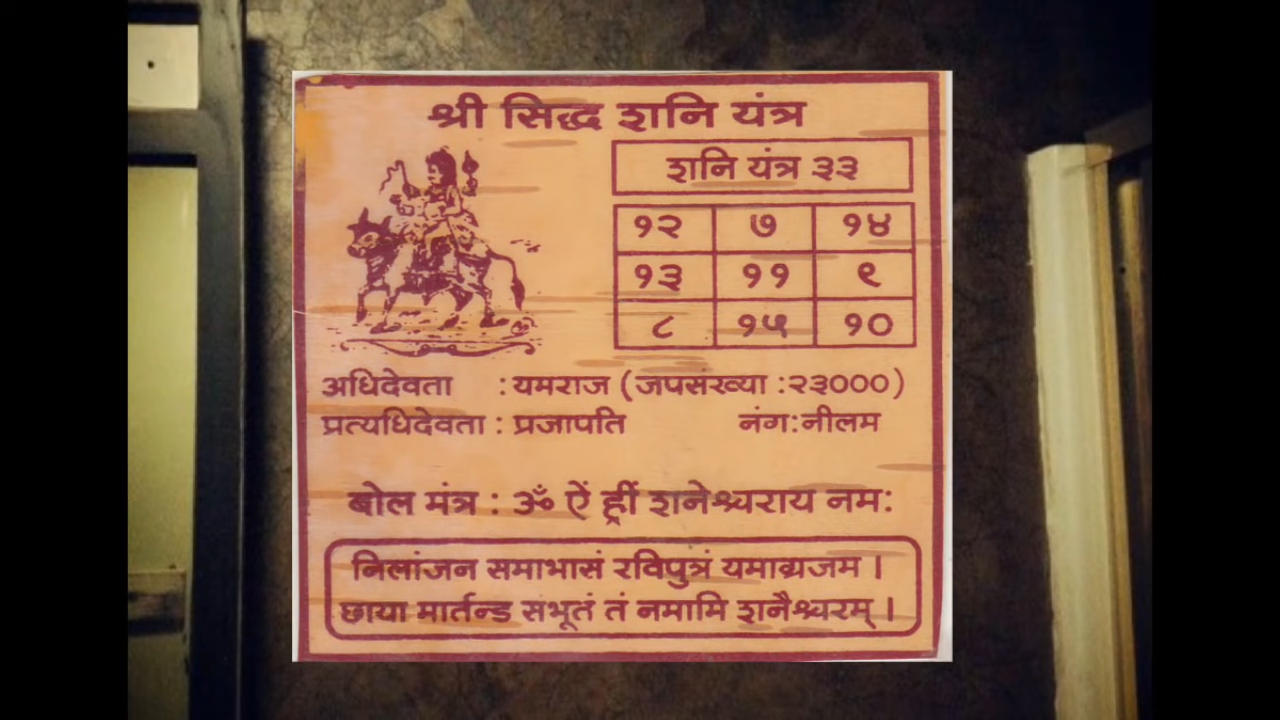 श्री सिद्ध शनि यंत्र
शनि यंत्र ३३
१२ ७ १४
१३ ११ ९
८ १५ १०
अधिदेवता : यमराज (जपसख्या :२३०००)
प्रत्यधिदेवता : प्रजापति नंग:नीलम
बोल मंत्र : ॐ ऐं ह्रीं शनेश्वराय नम:
निलांजन समाभासं रविपुत्रं यमाग्रजम ।
छाया मार्तन्ड सभूतं तं नमामि शनैश्वरम् ।